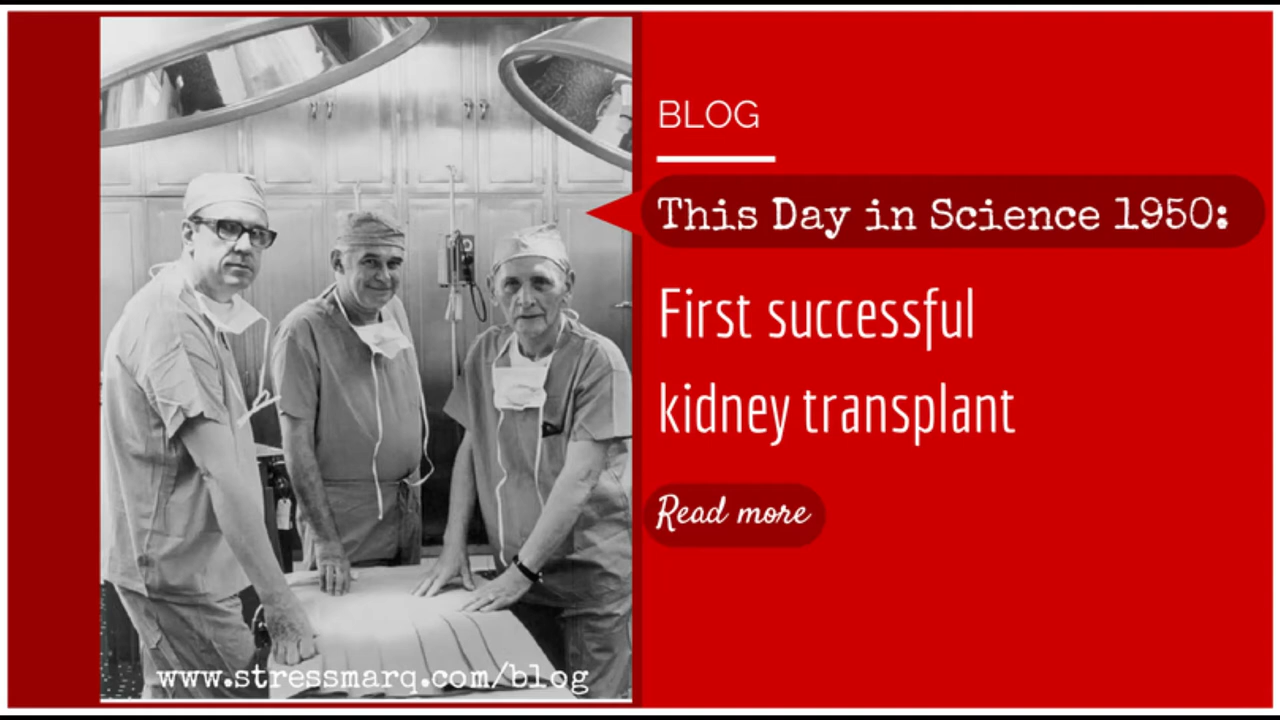 BLOG
This Day in Science 1950:
First successful
kidney transplant
Read more
www.stressmarq.com/blog